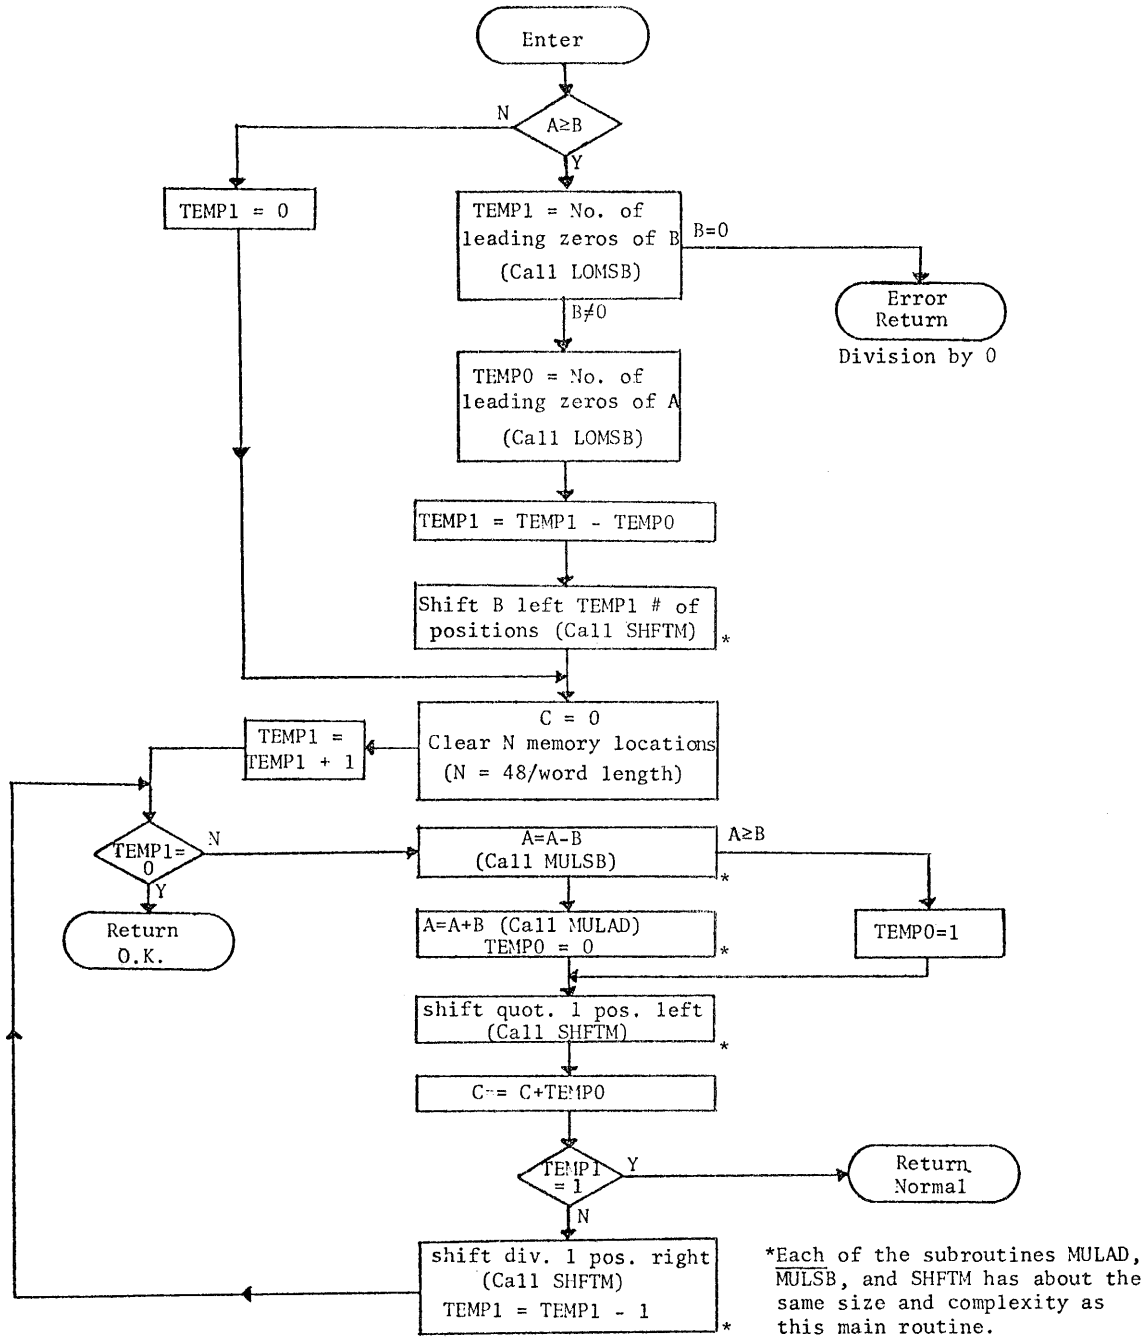 Enter
N
A≥B
Y
TEMP1 = 0
TEMP1 = No. of
leading zeros of B
(Call LOMSB)
B=0
Error
Return
Division by 0
B≠0
TEMP0 = No. of
leading zeros of A
(Call LOMSB)
TEMP1 = TEMP1 - TEMP0
Shift B left TEMP1 # of
positions (Call SHFTM)
*
C = 0
Clear N memory locations
(N = 48/word length)
TEMP1 =
TEMP1 + 1
TEMP1=
0
N
Y
Return
O.K.
A=A-B
(Call MULSB)
*
A≥B
TEMP0=1
A=A+B (Call MULAD)
TEMP0 = 0
*
shift quot. 1 pos. left
(Call SHFTM)
*
C = C+TEMP0
TEMP1
= 1
Y
Return
Normal
N
shift div. 1 pos. right
(Call SHFTM)
TEMP1 = TEMP1 - 1
*
*Each of the subroutines MULAD,
MULSB, and SHFTM has about the
same size and complexity as
this main routine.